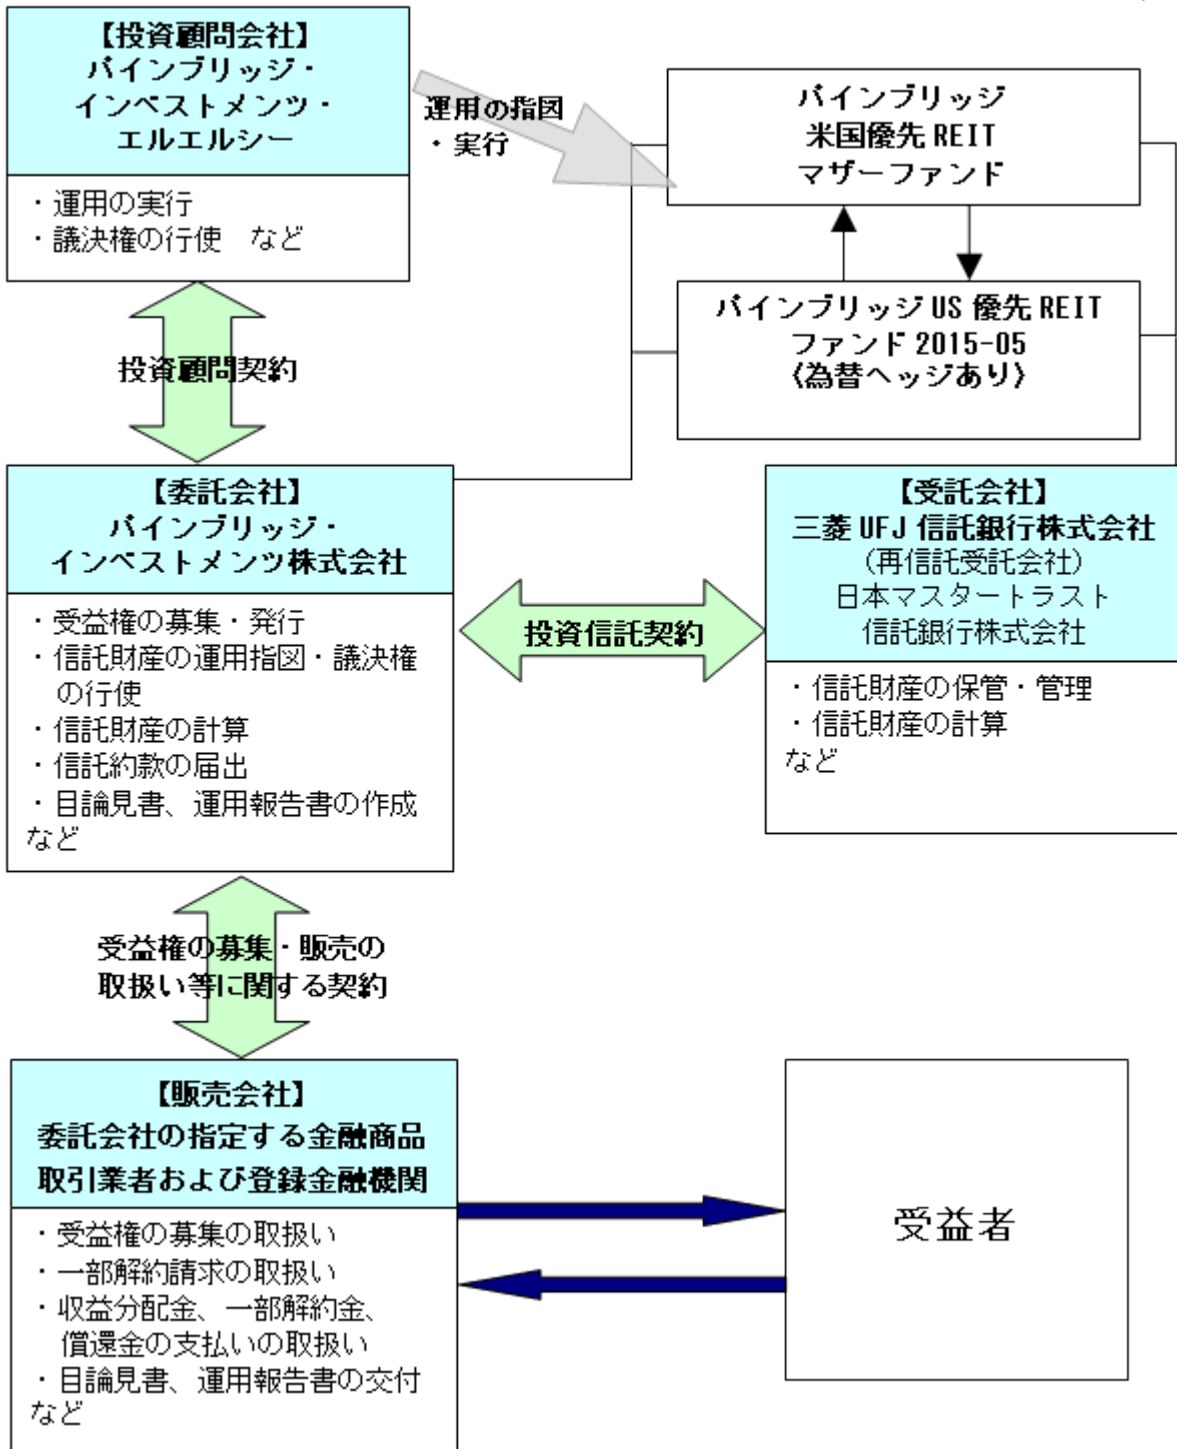 【投資顧問会社】
パインブリッジ・
インベストメンツ・
エルエルシー
・運用の実行
・議決権の行使　など
運用の指図
・実行
パインブリッジ
米国優先REIT
マザーファンド
パインブリッジUS優先REIT
ファンド2015-05
〈為替ヘッジあり〉
投資顧問契約
【委託会社】
パインブリッジ・
インベストメンツ株式会社
・受益権の募集・発行
・信託財産の運用指図・議決権
の行使
・信託財産の計算
・信託約款の届出
・目論見書、運用報告書の作成
など
投資信託契約
【受託会社】
三菱UFJ信託銀行株式会社
（再信託受託会社）
日本マスタートラスト
信託銀行株式会社
・信託財産の保管・管理
・信託財産の計算
など
受益権の募集・販売の
取扱い等に関する契約
【販売会社】
委託会社の指定する金融商品
取引業者および登録金融機関
・受益権の募集の取扱い
・一部解約請求の取扱い
・収益分配金、一部解約金、
償還金の支払いの取扱い
・目論見書、運用報告書の交付
など
受益者